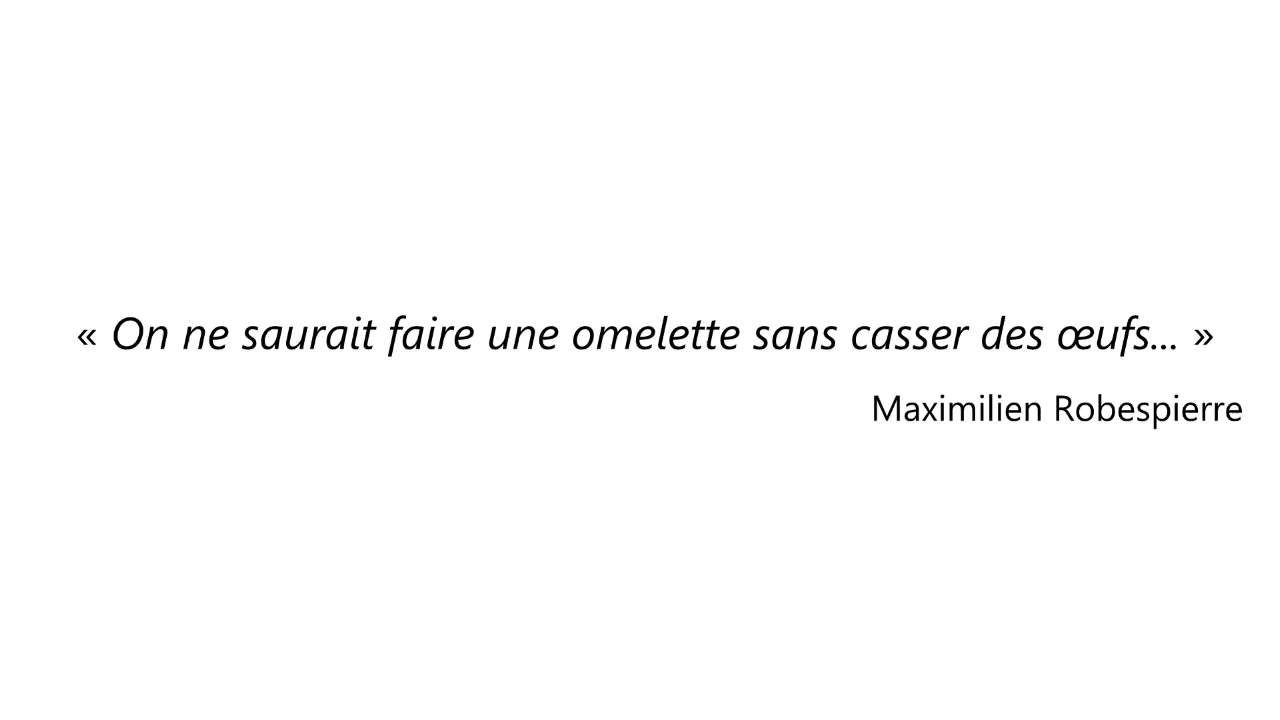 « On ne saurait faire une omelette sans casser des œufs... »
Maximilien Robespierre